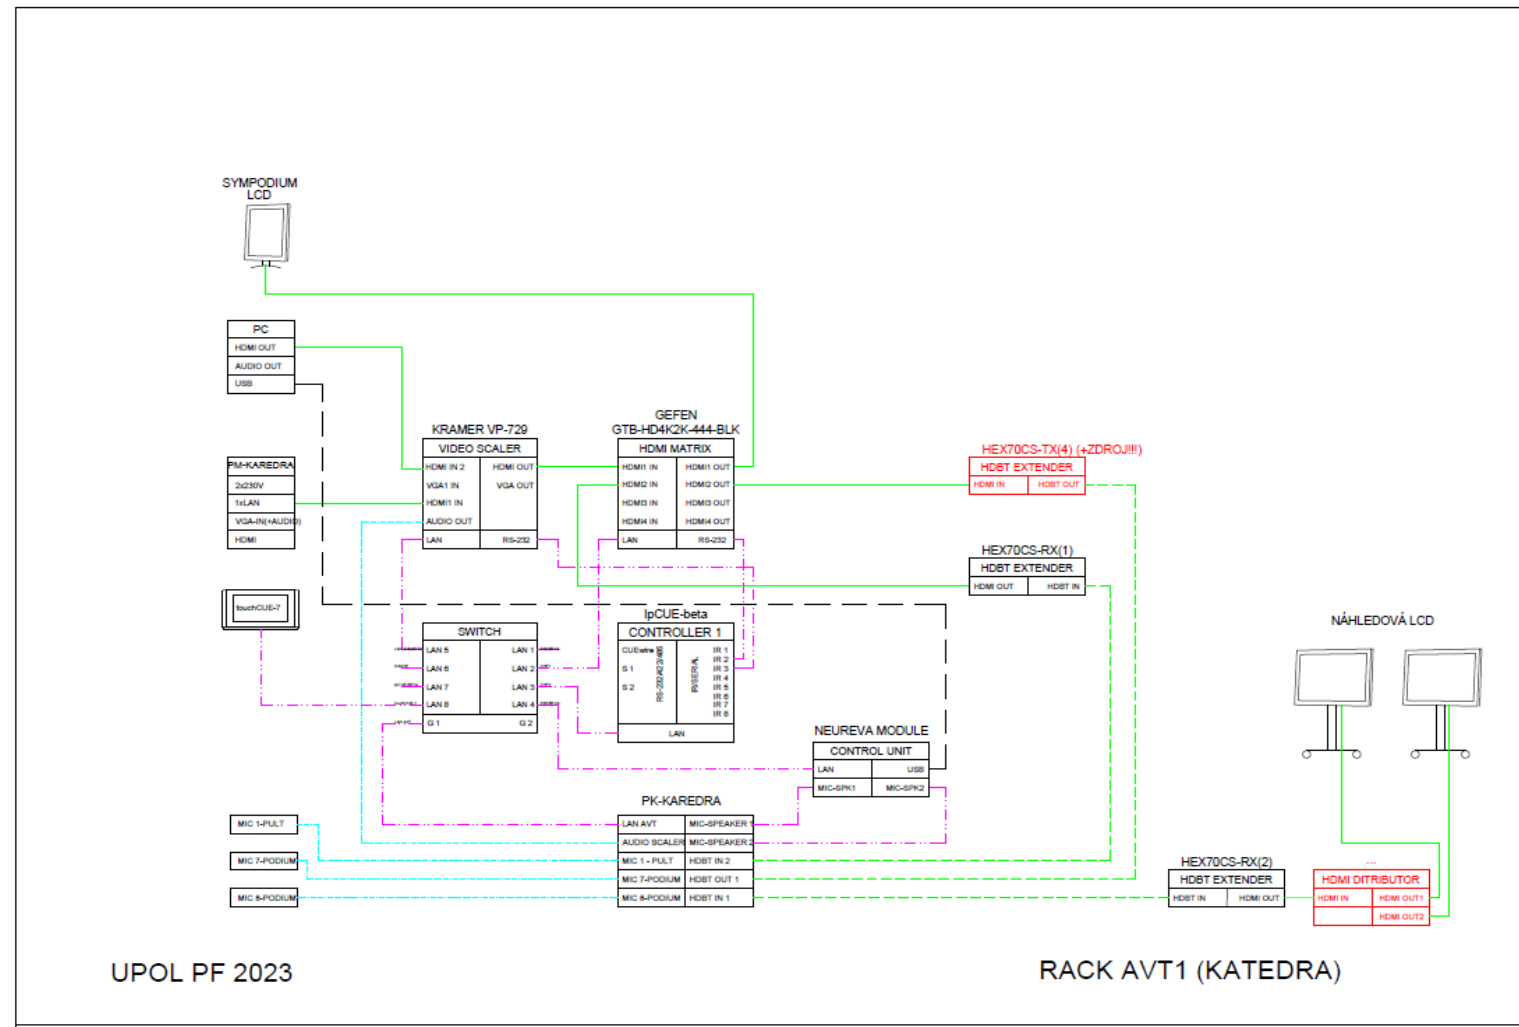 SYMPODIUM
LCD
PC
HDMI OUT
AUDIO OUT
USB
KRAMER VP-729
VIDEO SCALER
HDMI IN 2 HDMI OUT
VGA1 IN VGA OUT
HDMI1 IN
AUDIO OUT
LAN RS-232
GEFEN
GTB-HD4K2K-444-BLK
HDMI MATRIX
HDMI1 IN HDMI1 OUT
HDMI2 IN HDMI2 OUT
HDMI3 IN HDMI3 OUT
HDMI4 IN HDMI4 OUT
LAN RS-232
HEX70CS-TX(4) (+ZDROJ!!!)
HDBT EXTENDER
HDMI IN HDBT OUT
PM-KAREDRA
2x230V
1xLAN
VGA-IN(+AUDIO)
HDMI
HEX70CS-RX(1)
HDBT EXTENDER
HDMI OUT HDBT IN
touchCUE-7
SWITCH
LAN 5 LAN 1
LAN 6 LAN 2
LAN 7 LAN 3
LAN 8 LAN 4
G 1 G 2
IpCUE-beta
CONTROLLER 1
CUEwire
S 1
S 2
RS-232/422/485
IR/SERIAL
IR 1
IR 2
IR 3
IR 4
IR 5
IR 6
IR 7
IR 8
LAN
NÁHLEDOVÁ LCD
NEUREVA MODULE
CONTROL UNIT
LAN USB
MIC-SPK1 MIC-SPK2
PK-KAREDRA
LAN AVT MIC-SPEAKER 1
AUDIO SCALER MIC-SPEAKER 2
MIC 1 - PULT HDBT IN 2
MIC 7-PODIUM HDBT OUT 1
MIC 8-PODIUM HDBT IN 1
MIC 1-PULT
MIC 7-PODIUM
MIC 8-PODIUM
HEX70CS-RX(2)
HDBT EXTENDER
HDBT IN HDMI OUT
...
HDMI DITRIBUTOR
HDMI IN HDMI OUT1
HDMI OUT2
UPOL PF 2023
RACK AVT1 (KATEDRA)